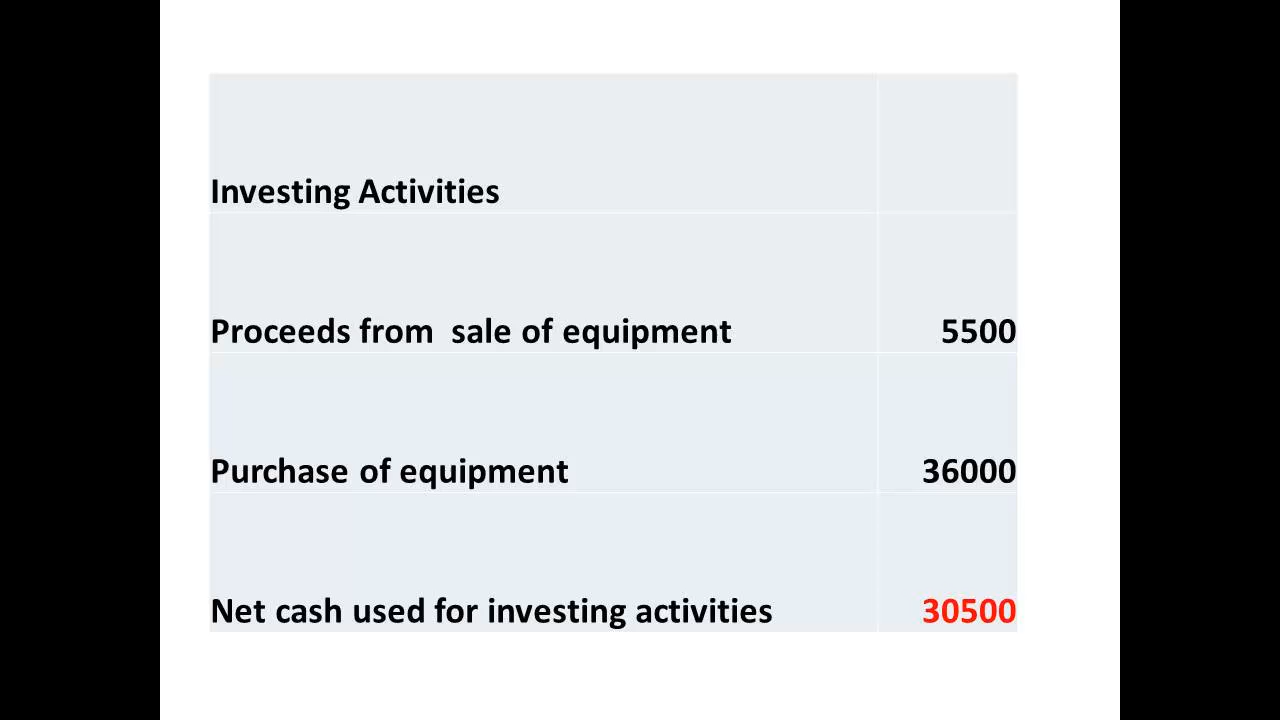 Investing Activities
Proceeds from  sale of equipment 5500
Purchase of equipment 36000
Net cash used for investing activities 30500